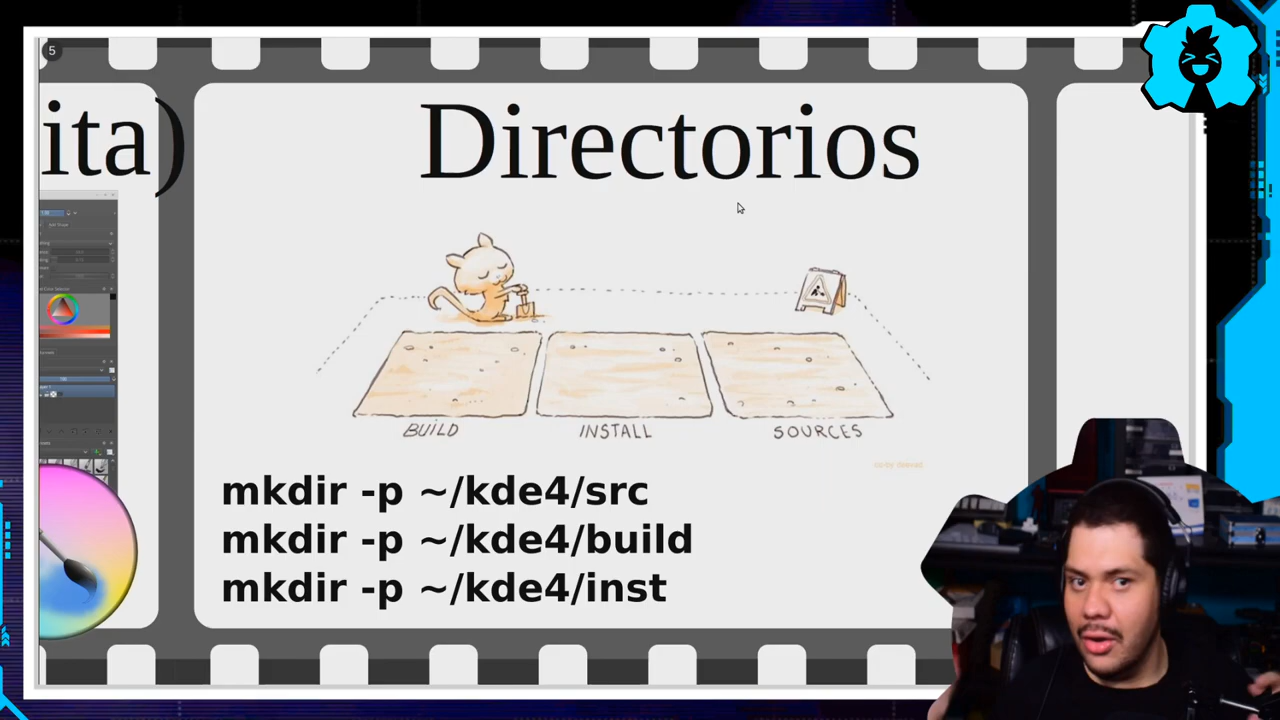 5
ita)
Directorios
BUILD
INSTALL
SOURCES
mkdir -p ~/kde4/src
mkdir -p ~/kde4/build
mkdir -p ~/kde4/inst